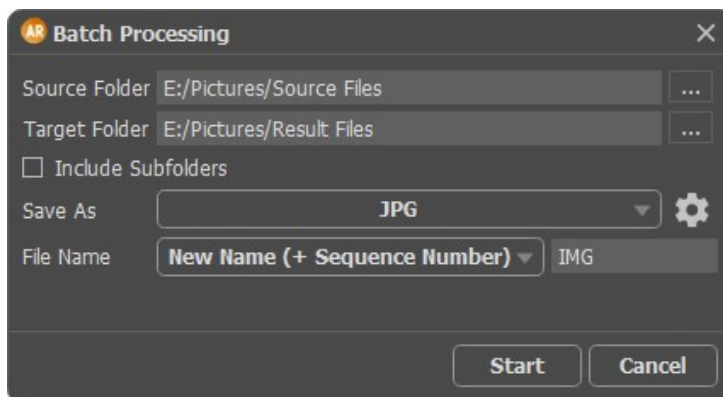 AR Batch Processing
Source Folder E:/Pictures/Source Files ...
Target Folder E:/Pictures/Result Files ...
Include Subfolders
Save As JPG
File Name New Name (+ Sequence Number) IMG
Start Cancel